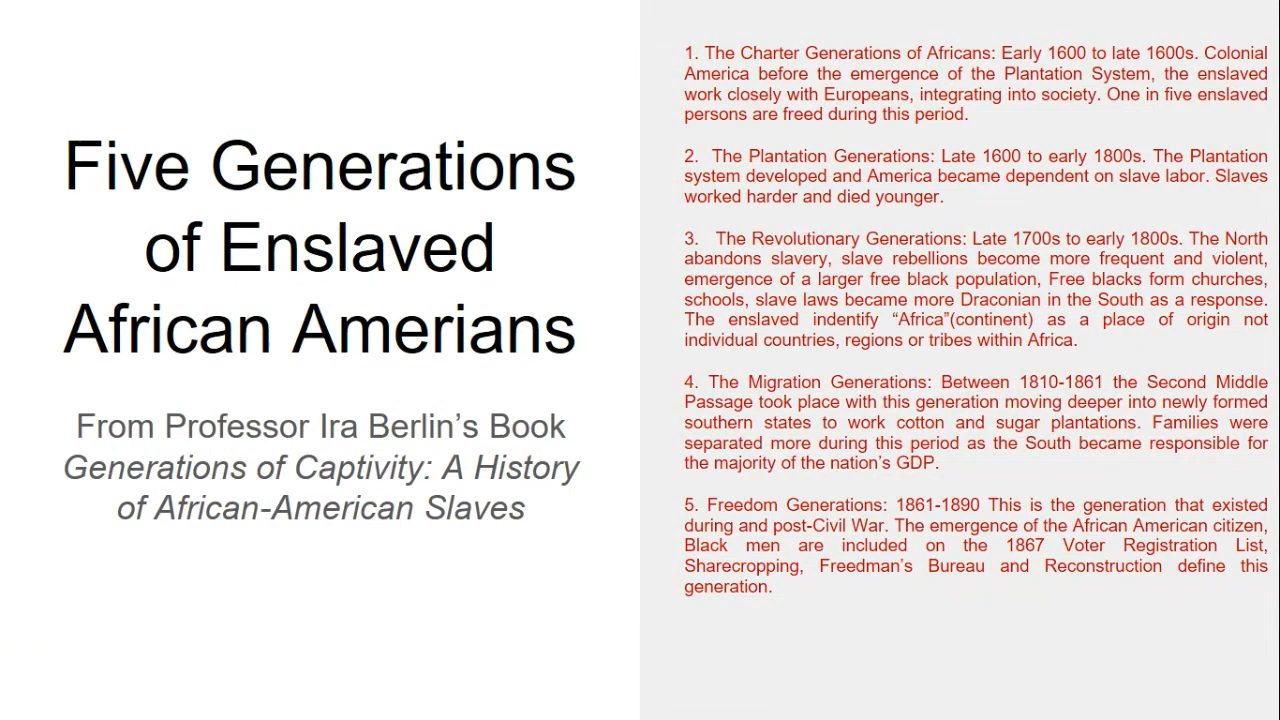 Five Generations
of Enslaved
African Amerians
From Professor Ira Berlin’s Book
Generations of Captivity: A History
of African-American Slaves
1. The Charter Generations of Africans: Early 1600 to late 1600s. Colonial
America before the emergence of the Plantation System, the enslaved
work closely with Europeans, integrating into society. One in five enslaved
persons are freed during this period.
2. The Plantation Generations: Late 1600 to early 1800s. The Plantation
system developed and America became dependent on slave labor. Slaves
worked harder and died younger.
3. The Revolutionary Generations: Late 1700s to early 1800s. The North
abandons slavery, slave rebellions become more frequent and violent,
emergence of a larger free black population, Free blacks form churches,
schools, slave laws became more Draconian in the South as a response.
The enslaved indentify “Africa”(continent) as a place of origin not
individual countries, regions or tribes within Africa.
4. The Migration Generations: Between 1810-1861 the Second Middle
Passage took place with this generation moving deeper into newly formed
southern states to work cotton and sugar plantations. Families were
separated more during this period as the South became responsible for
the majority of the nation’s GDP.
5. Freedom Generations: 1861-1890 This is the generation that existed
during and post-Civil War. The emergence of the African American citizen,
Black men are included on the 1867 Voter Registration List,
Sharecropping, Freedman’s Bureau and Reconstruction define this
generation.